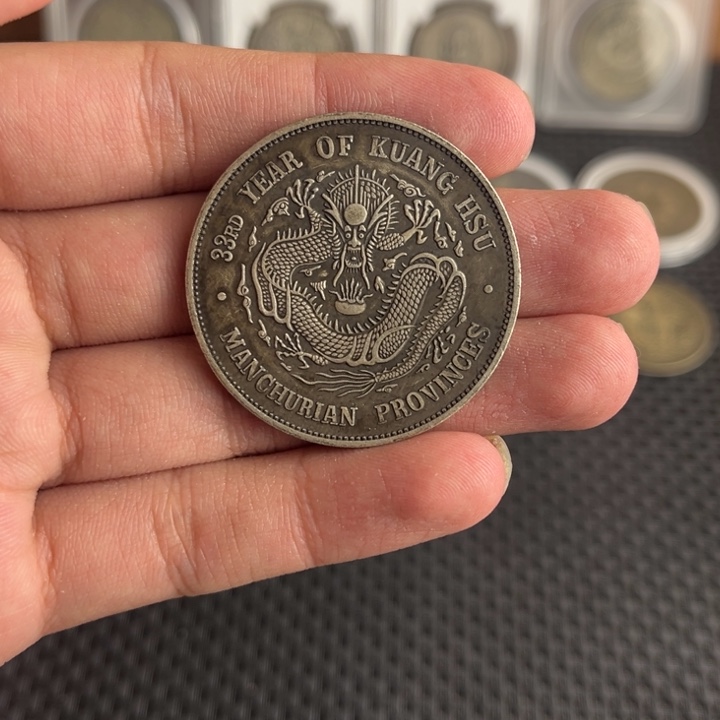 33RD YEAR OF KUANG HSU
MANCHURIAN PROVINCES